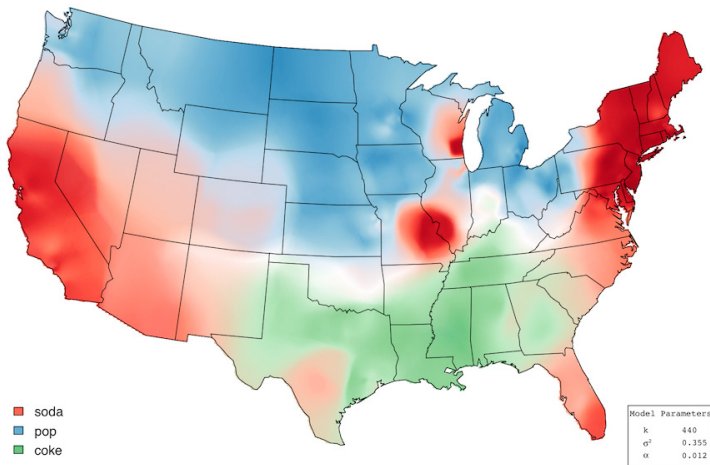 soda
pop
coke
Model Parameters
k 440
σ² 0.355
α 0.012